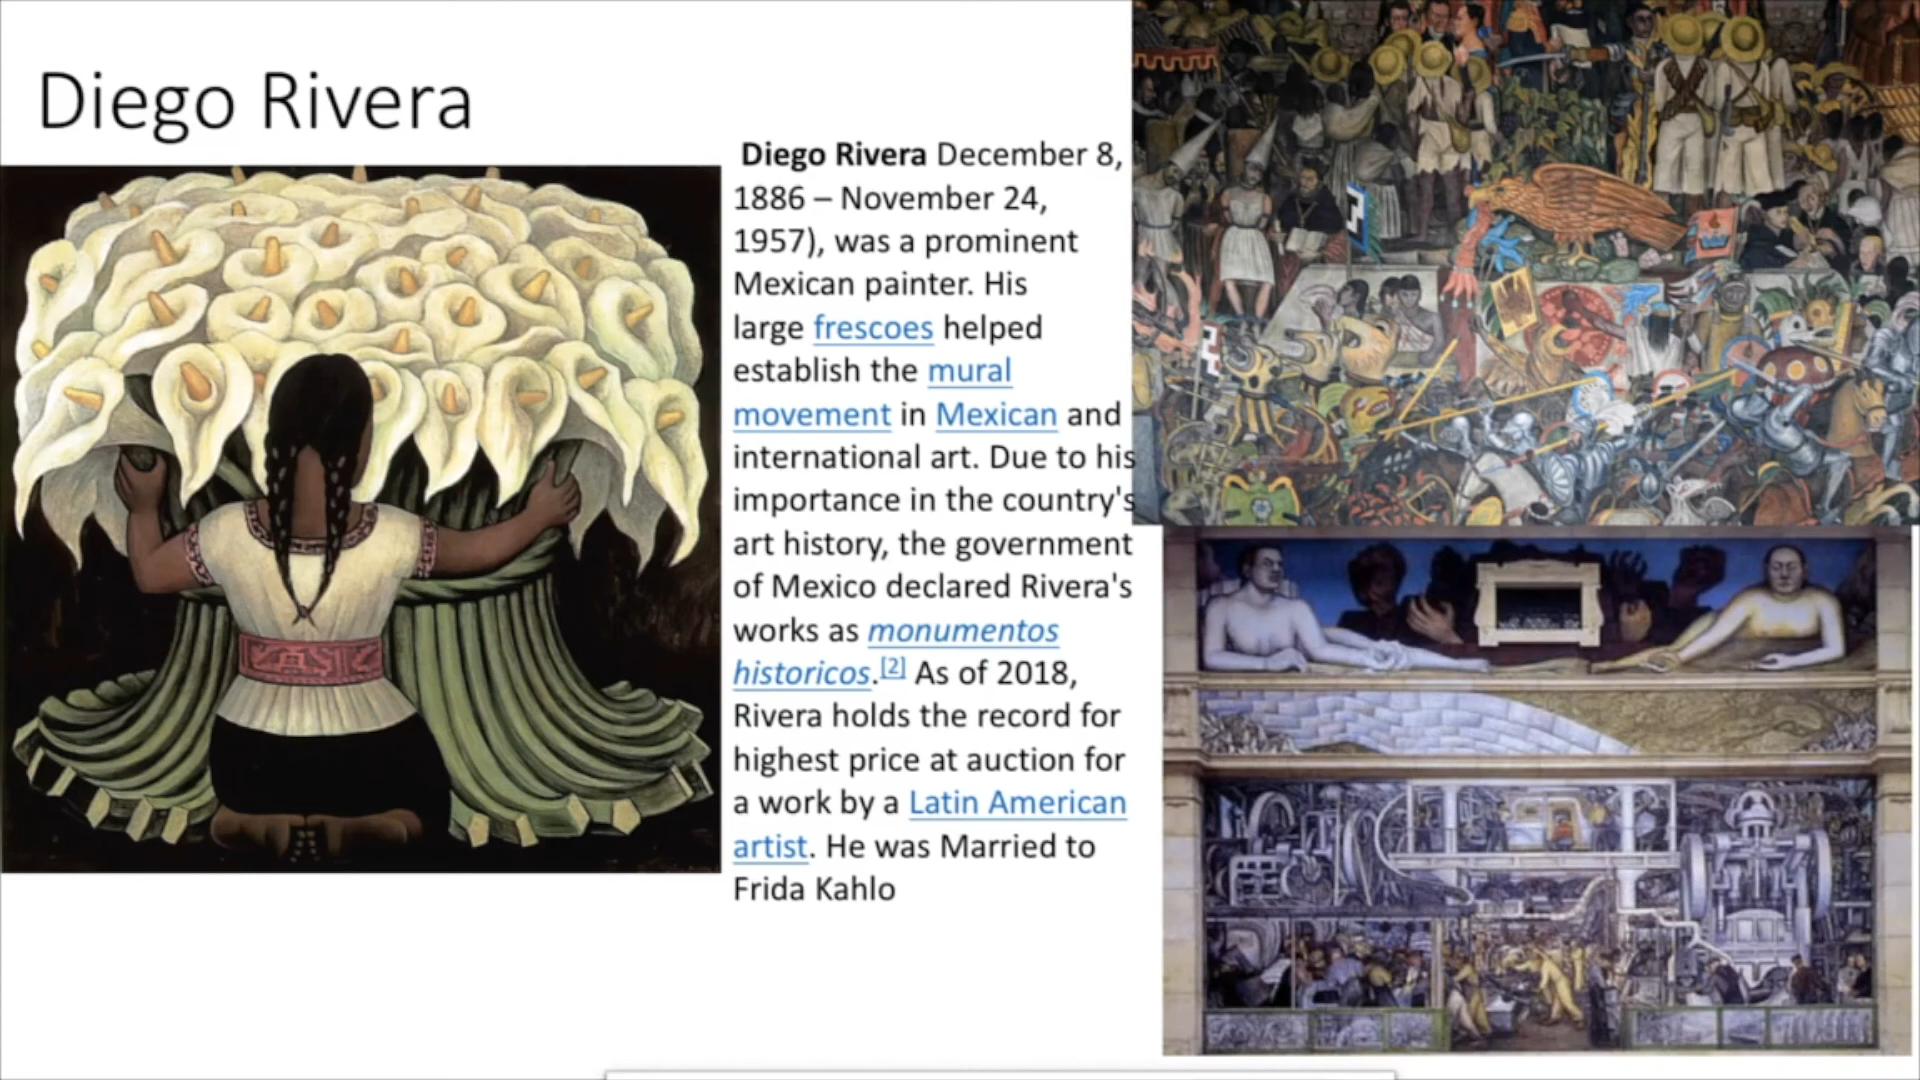 Diego Rivera
Diego Rivera December 8,
1886 – November 24,
1957), was a prominent
Mexican painter. His
large frescoes helped
establish the mural
movement in Mexican and
international art. Due to his
importance in the country's
art history, the government
of Mexico declared Rivera's
works as monumentos
historicos.[2] As of 2018,
Rivera holds the record for
highest price at auction for
a work by a Latin American
artist. He was Married to
Frida Kahlo